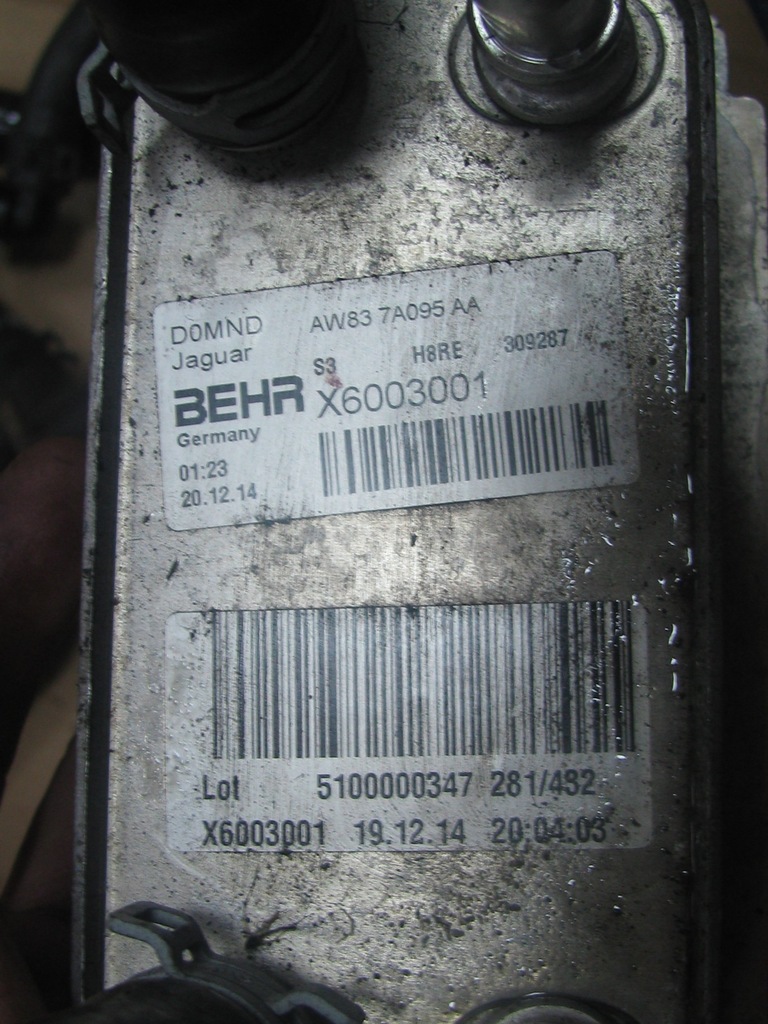 D0MND AW83 7A095 AA
Jaguar S3 H8RE 309287
BEHR X6003001
Germany
01:23
20.12.14
Lot 5100000347 281/432
X6003001 19.12.14 20:04:03